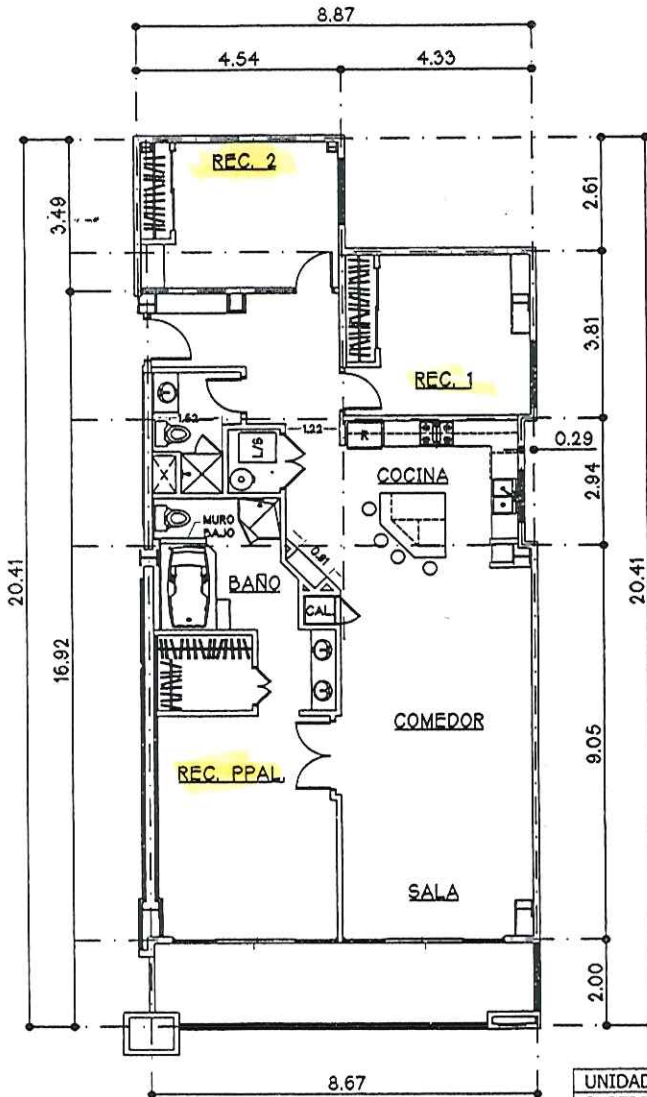 8.87
4.54 4.33
REC. 2
3.49
2.61
3.81
REC. 1
1.52
1.22
R
0.29
L/S
X
COCINA
2.94
MURO
BAJO
0.91
20.41
20.41
BAÑO
CAL.
16.92
COMEDOR
9.05
REC. PPAL.
SALA
2.00
8.67
UNIDAD